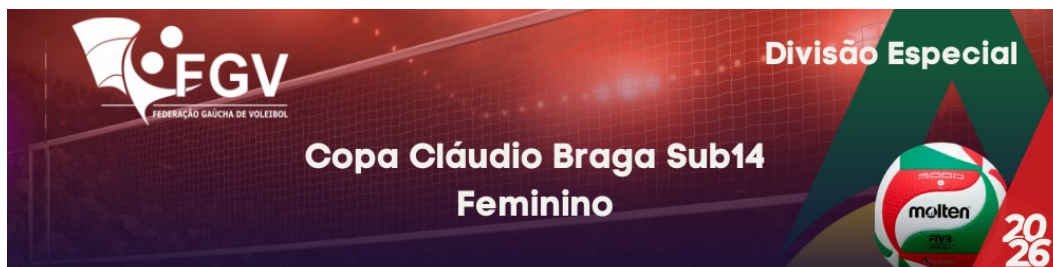 Divisão Especial
FGV
FEDERAÇÃO GAÚCHA DE VOLEIBOL
Copa Cláudio Braga Sub14
Feminino
5000
molten
FIVB
20
26